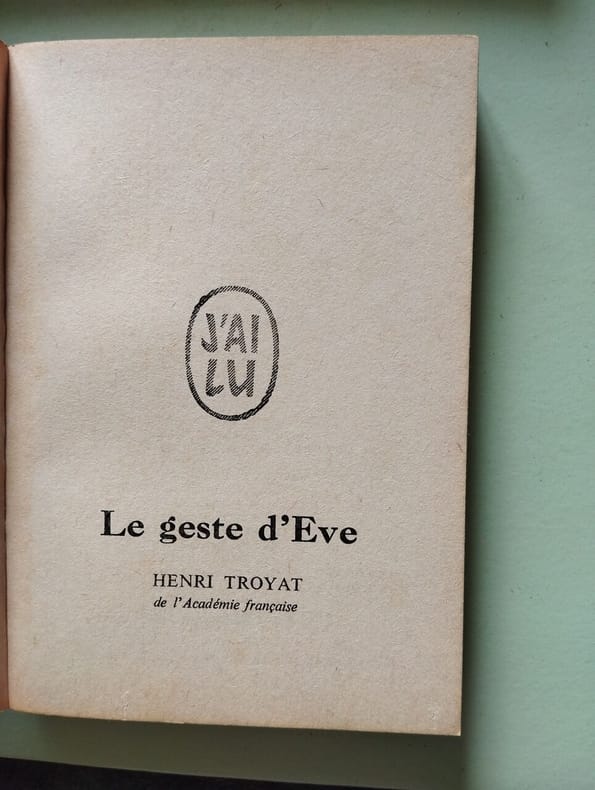 J'AI
LU
Le geste d'Eve
HENRI TROYAT
de l'Académie française